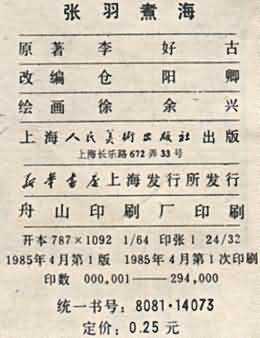 张羽煮海
原著李好古
改编仓阳卿
绘画徐余兴
上海人民美術出版社出版
上海长乐路672弄33号
新华书店上海发行所发行
舟山印刷厂印刷
开本787×1092 1/64 印张1 24/32
1985年4月第1版 1985年4月第1次印刷
印数 000,001——294,000
统一书号：8081·14073
定价：0.25元